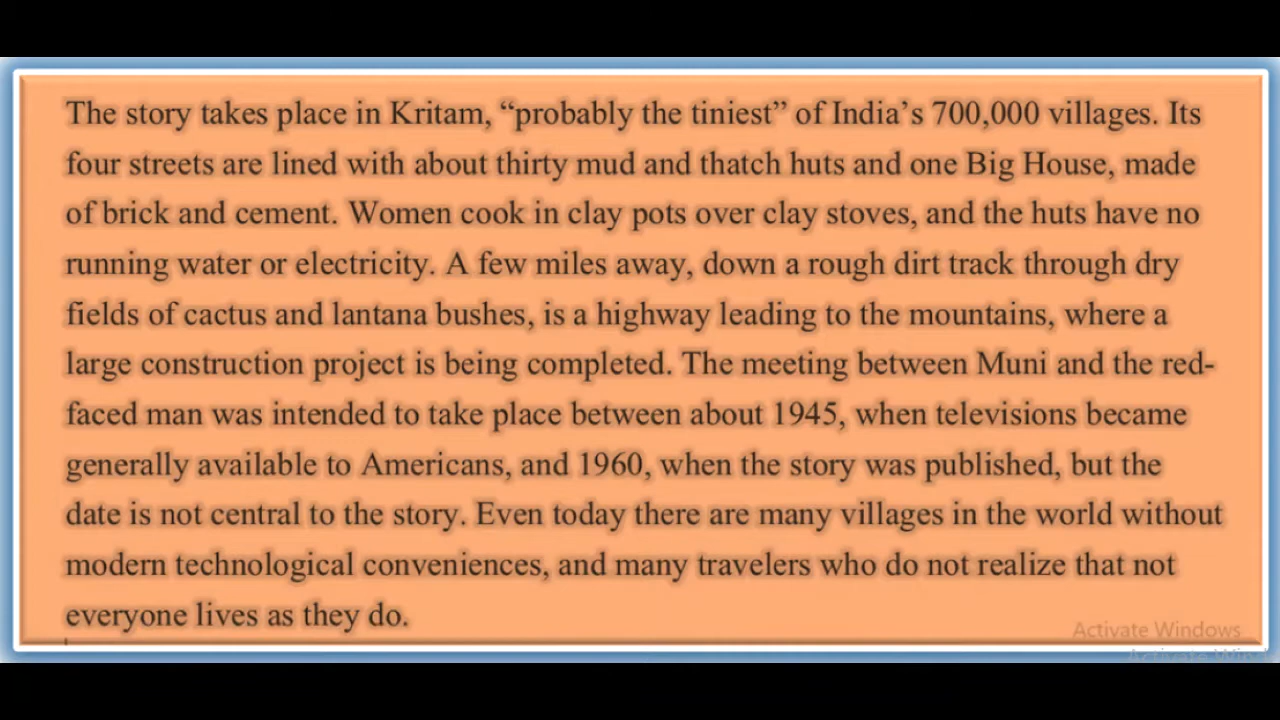 The story takes place in Kritam, “probably the tiniest” of India’s 700,000 villages. Its
four streets are lined with about thirty mud and thatch huts and one Big House, made
of brick and cement. Women cook in clay pots over clay stoves, and the huts have no
running water or electricity. A few miles away, down a rough dirt track through dry
fields of cactus and lantana bushes, is a highway leading to the mountains, where a
large construction project is being completed. The meeting between Muni and the red-
faced man was intended to take place between about 1945, when televisions became
generally available to Americans, and 1960, when the story was published, but the
date is not central to the story. Even today there are many villages in the world without
modern technological conveniences, and many travelers who do not realize that not
everyone lives as they do.
Activate Windows